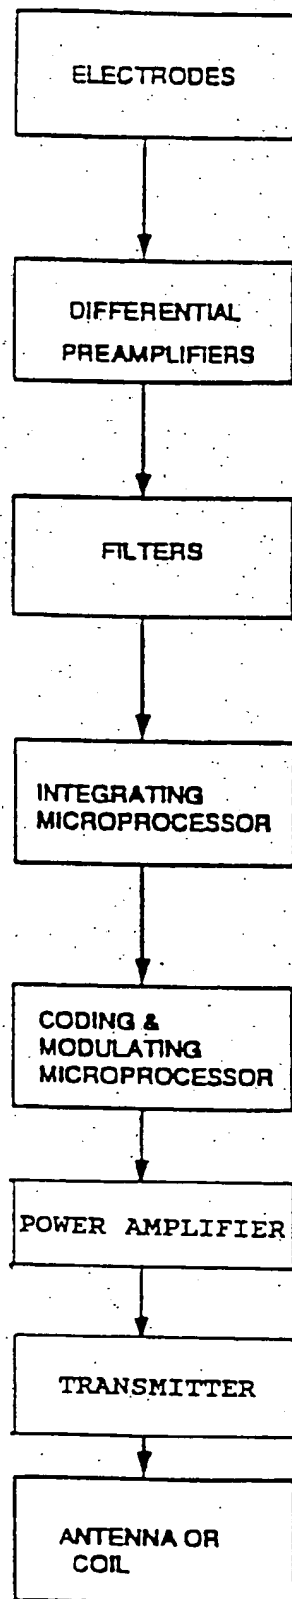 ELECTRODES
DIFFERENTIAL
PREAMPLIFIERS
FILTERS
INTEGRATING
MICROPROCESSOR
CODING &
MODULATING
MICROPROCESSOR
POWER AMPLIFIER
TRANSMITTER
ANTENNA OR
COIL